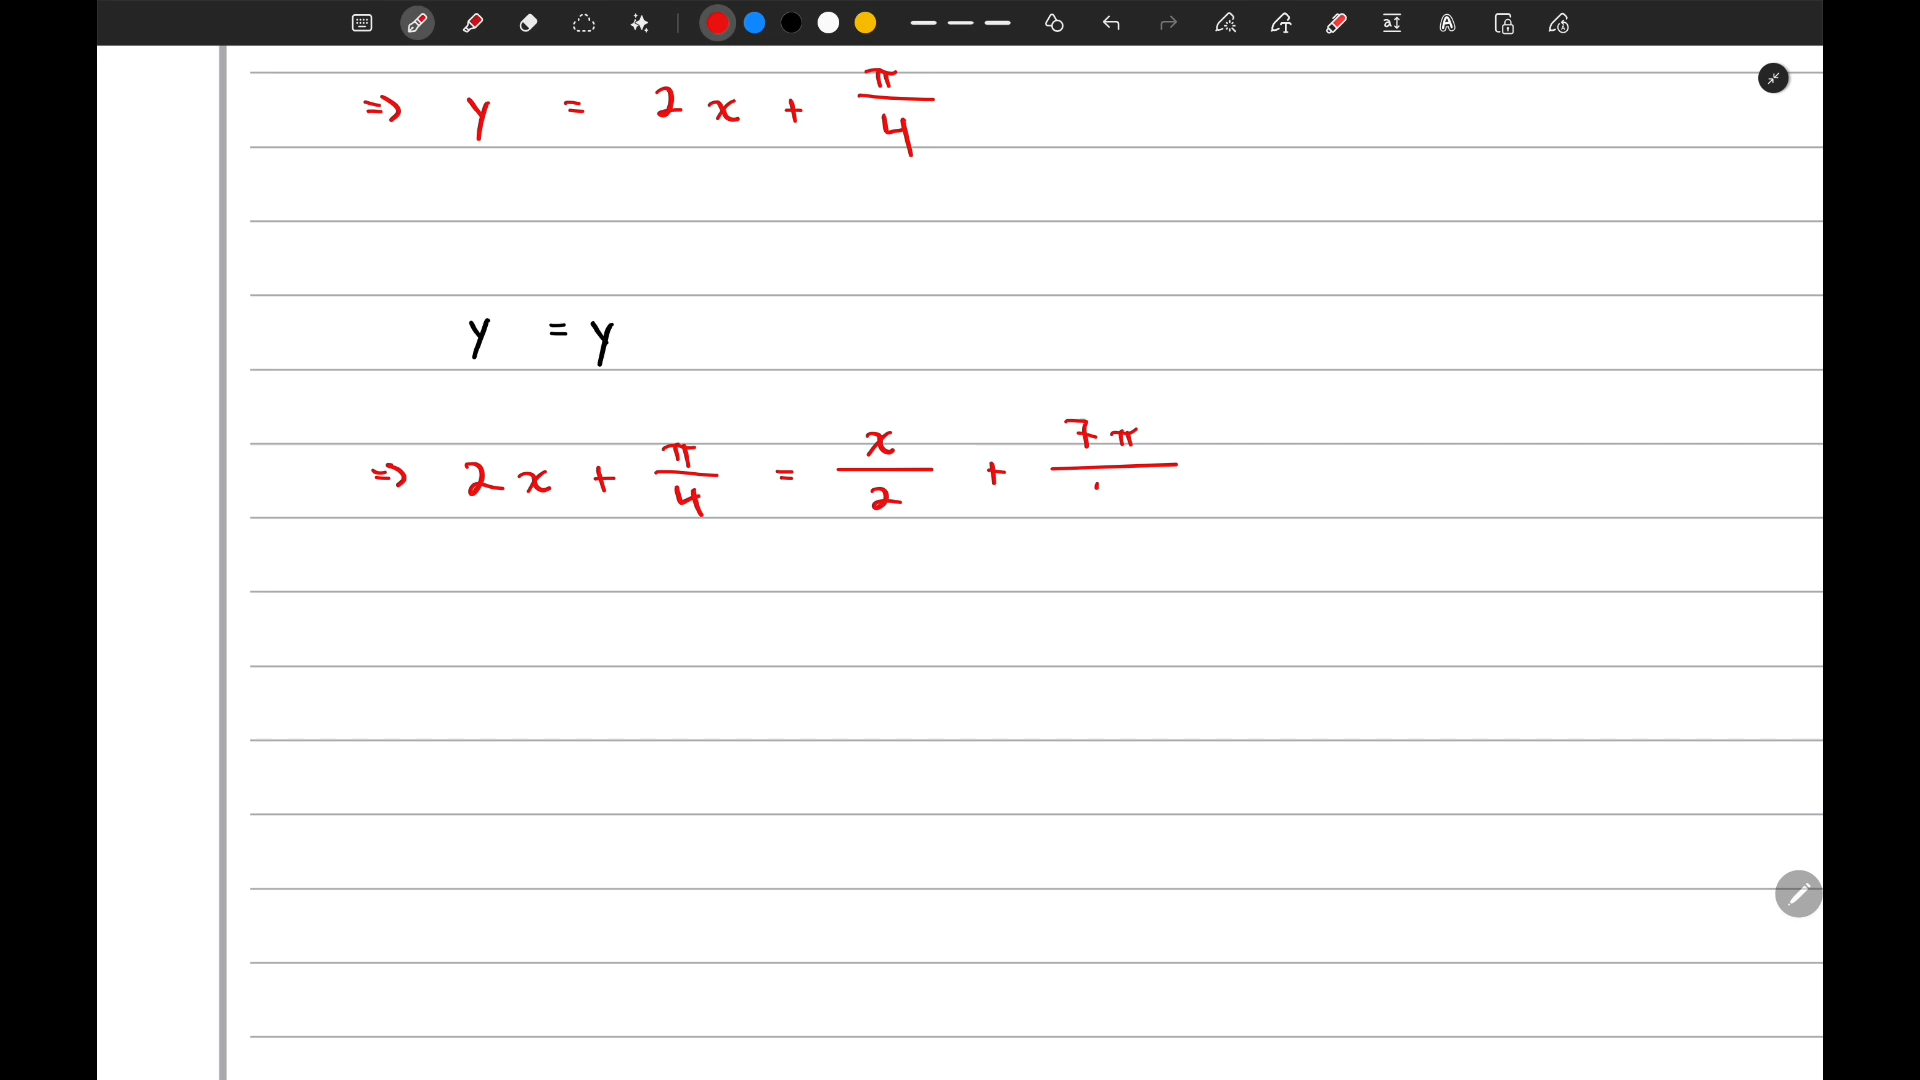 ⇒ y = 2x + π/4
y = y
⇒ 2x + π/4 = x/2 + 7π/